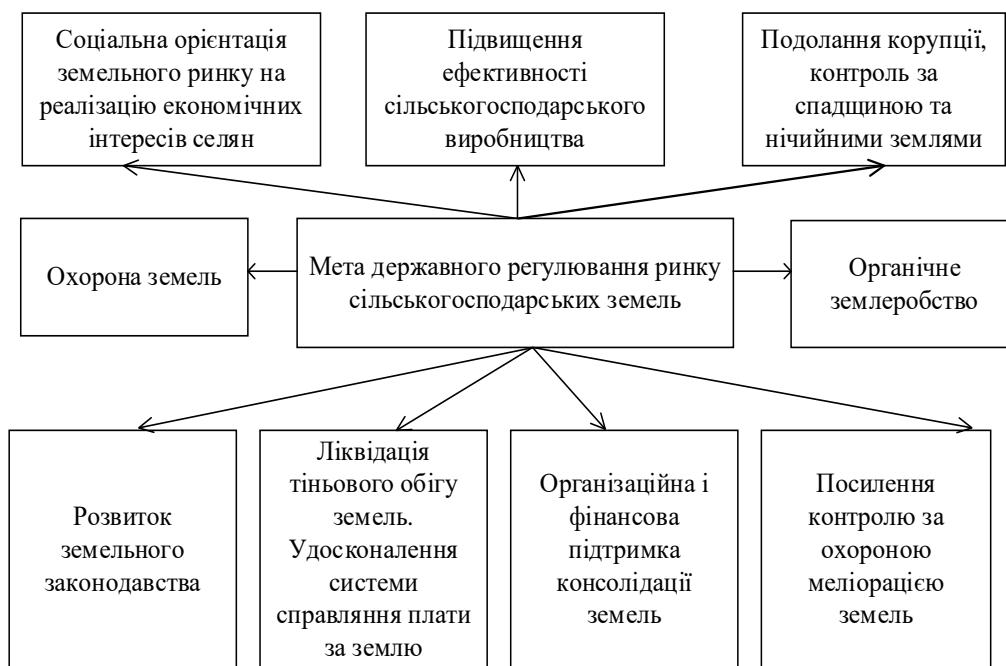 Соціальна орієнтація
земельного ринку на
реалізацію економічних
інтересів селян
Підвищення
ефективності
сільськогосподарського
виробництва
Подолання корупції,
контроль за
спадщиною та
нічийними землями
Охорона земель
Мета державного регулювання ринку
сільськогосподарських земель
Органічне
землеробство
Розвиток
земельного
законодавства
Ліквідація
тіньового обігу
земель.
Удосконалення
системи
справляння плати
за землю
Організаційна і
фінансова
підтримка
консолідації
земель
Посилення
контролю за
охороною
меліорацією
земель